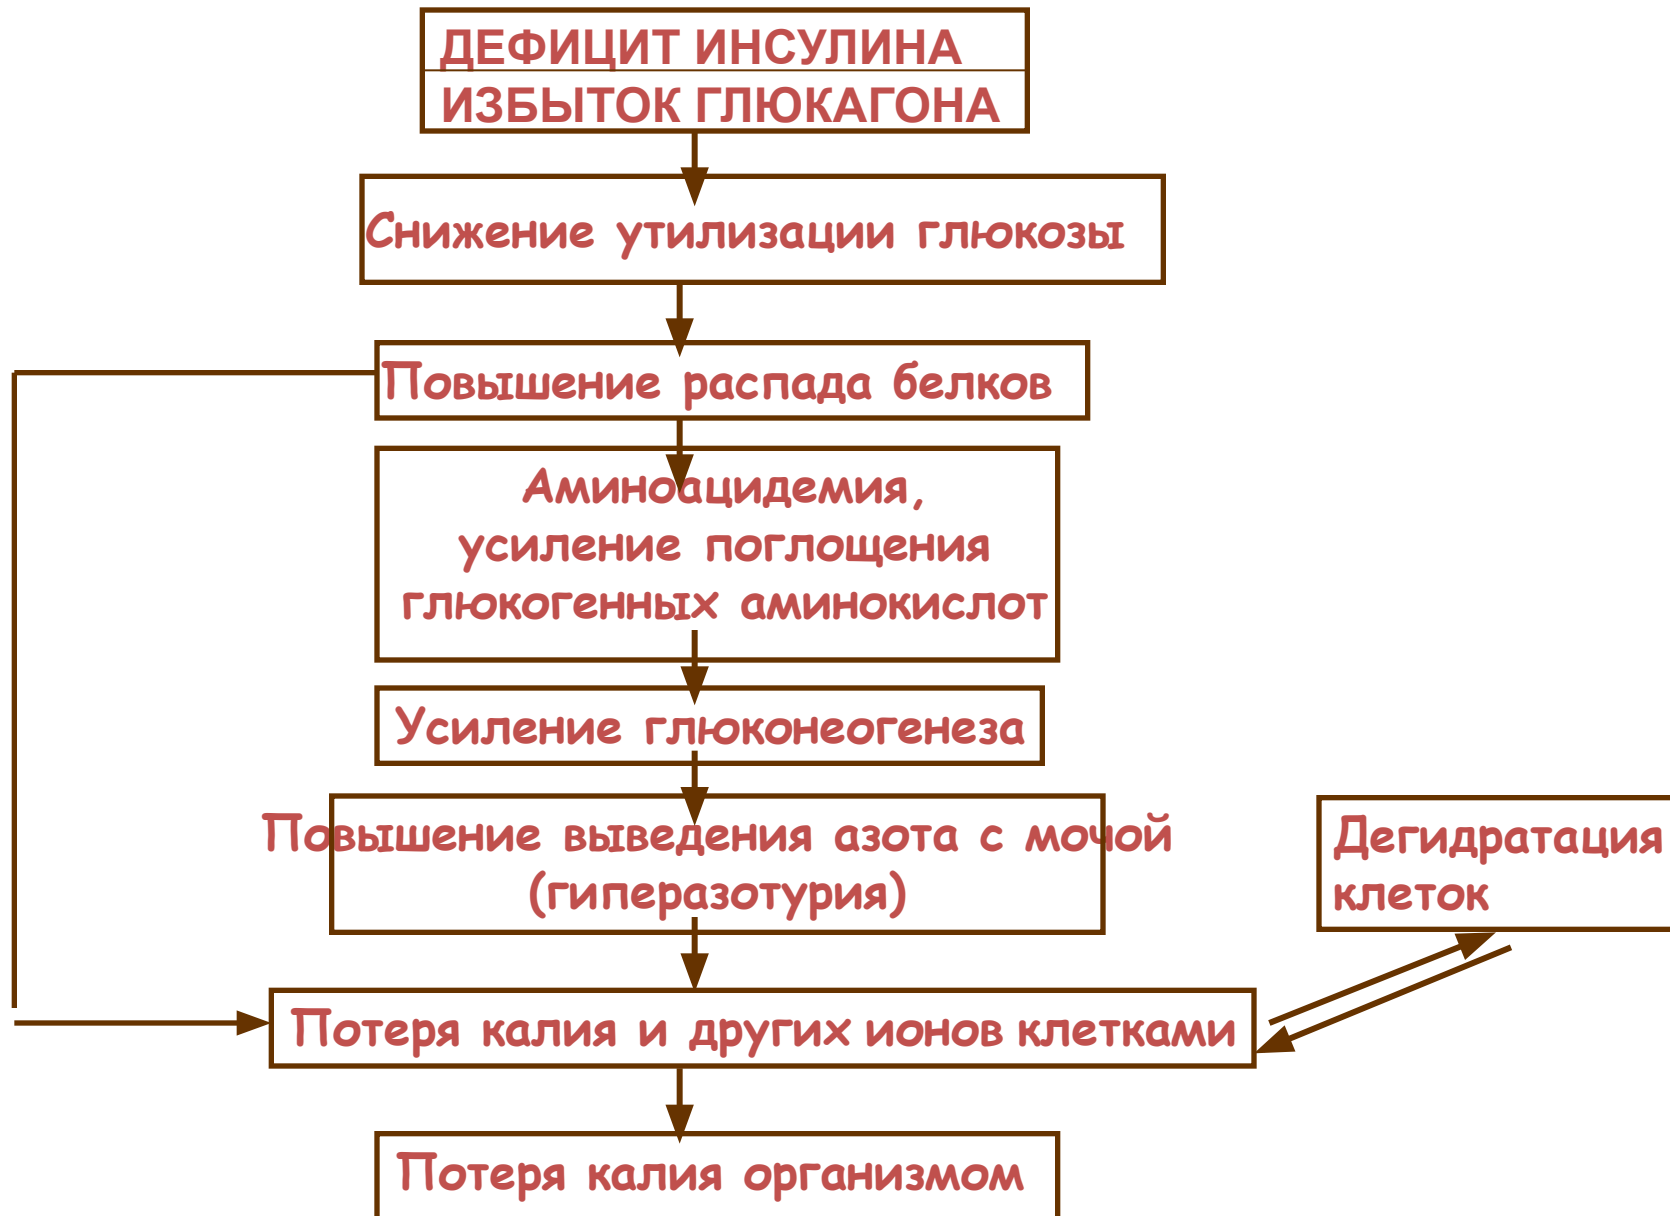 ДЕФИЦИТ ИНСУЛИНА
ИЗБЫТОК ГЛЮКАГОНА
Снижение утилизации глюкозы
Повышение распада белков
Аминоацидемия,
усиление поглощения
глюкогенных аминокислот
Усиление глюконеогенеза
Повышение выведения азота с мочой
(гиперазотурия)
Дегидратация
клеток
Потеря калия и других ионов клетками
Потеря калия организмом